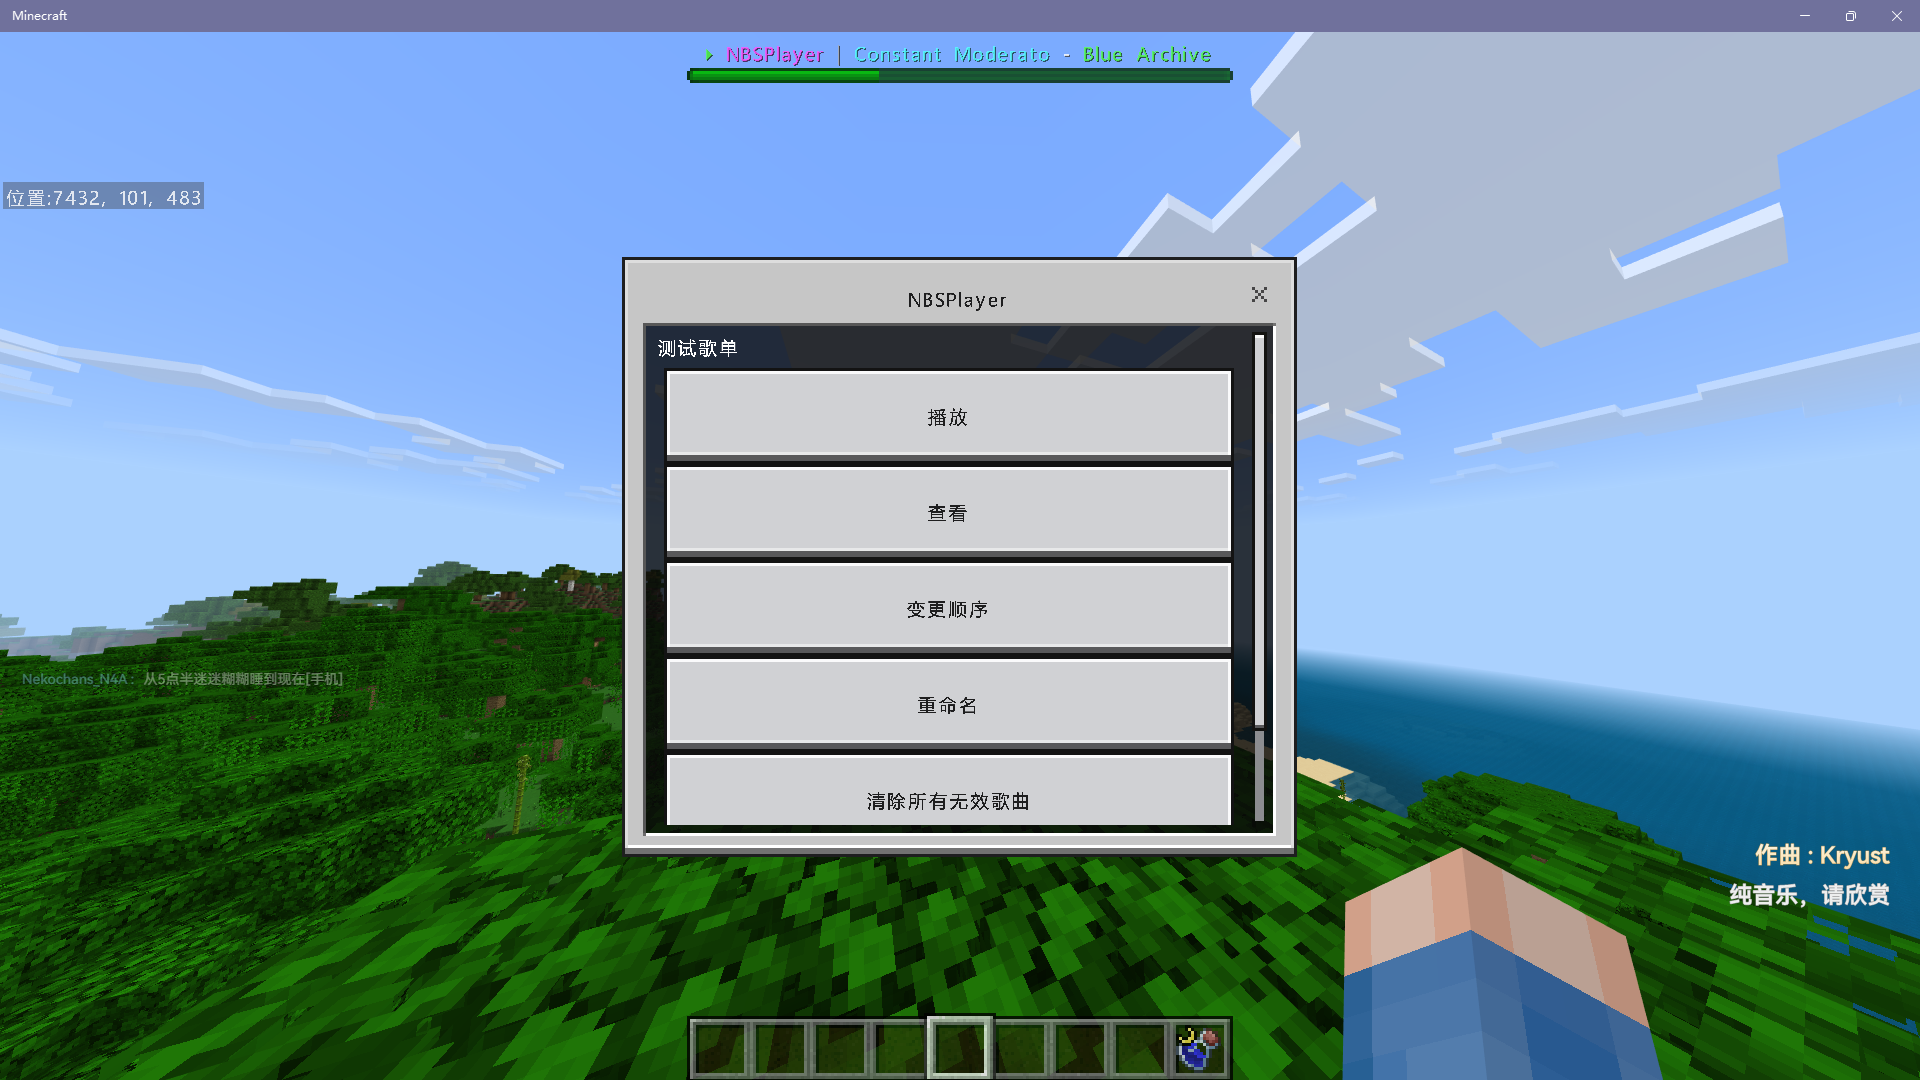 Minecraft
NBSPlayer | Constant Moderato - Blue Archive
位置:7432, 101, 483
NBSPlayer
测试歌单
播放
查看
变更顺序
重命名
清除所有无效歌曲
Nekochans_N4A : 从5点半迷迷糊糊睡到现在[手机]
作曲 : Kryust
纯音乐，请欣赏